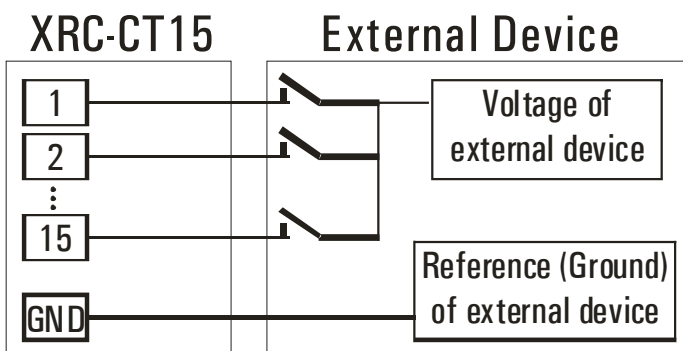 XRC-CT15
External Device
1
2
15
GND
Voltage of
external device
Reference (Ground)
of external device